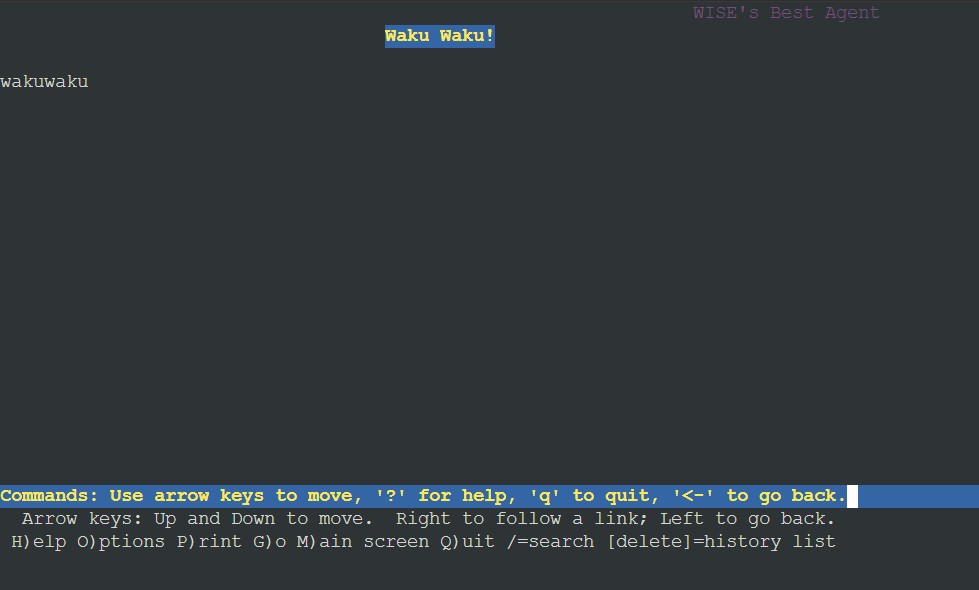 WISE's Best Agent
Waku Waku!
wakuwaku
Commands: Use arrow keys to move, '?' for help, 'q' to quit, '<-' to go back.
Arrow keys: Up and Down to move.  Right to follow a link; Left to go back.
H)elp O)ptions P)rint G)o M)ain screen Q)uit /=search [delete]=history list